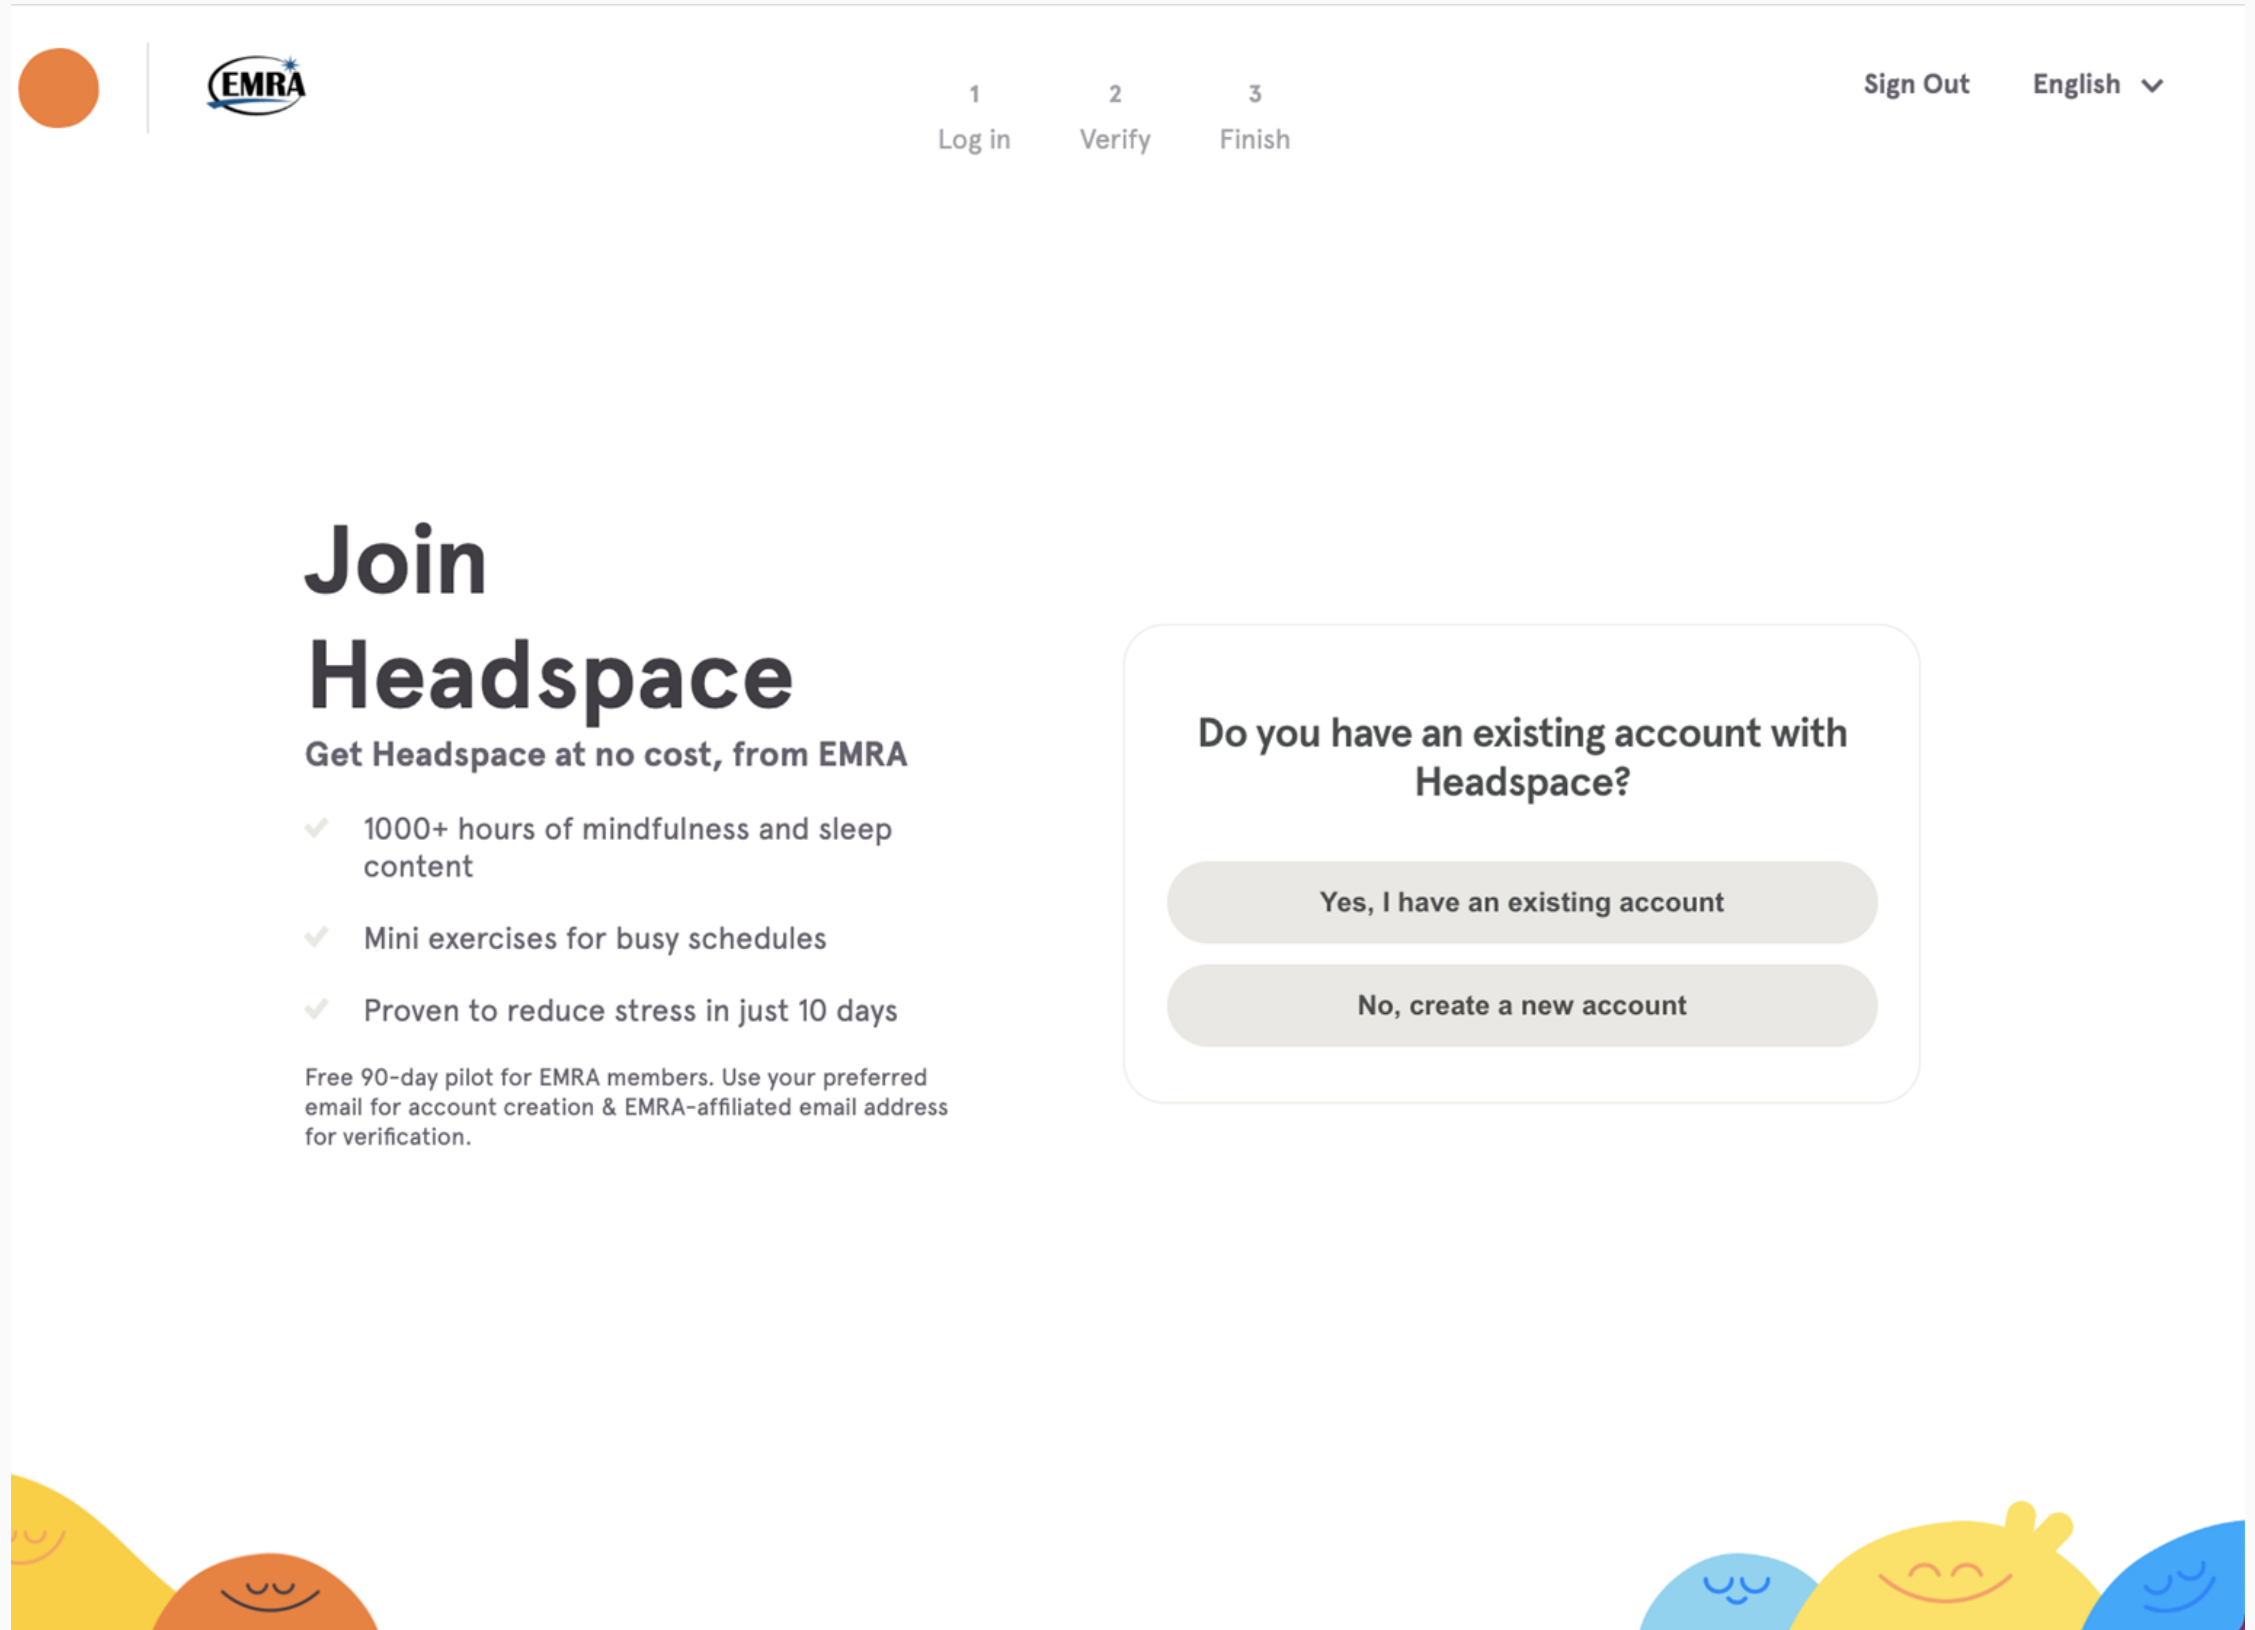 EMRA
1
2
3
Log in
Verify
Finish
Sign Out
English
Join
Headspace
Get Headspace at no cost, from EMRA
1000+ hours of mindfulness and sleep
content
Mini exercises for busy schedules
Proven to reduce stress in just 10 days
Free 90-day pilot for EMRA members. Use your preferred
email for account creation & EMRA-affiliated email address
for verification.
Do you have an existing account with
Headspace?
Yes, I have an existing account
No, create a new account